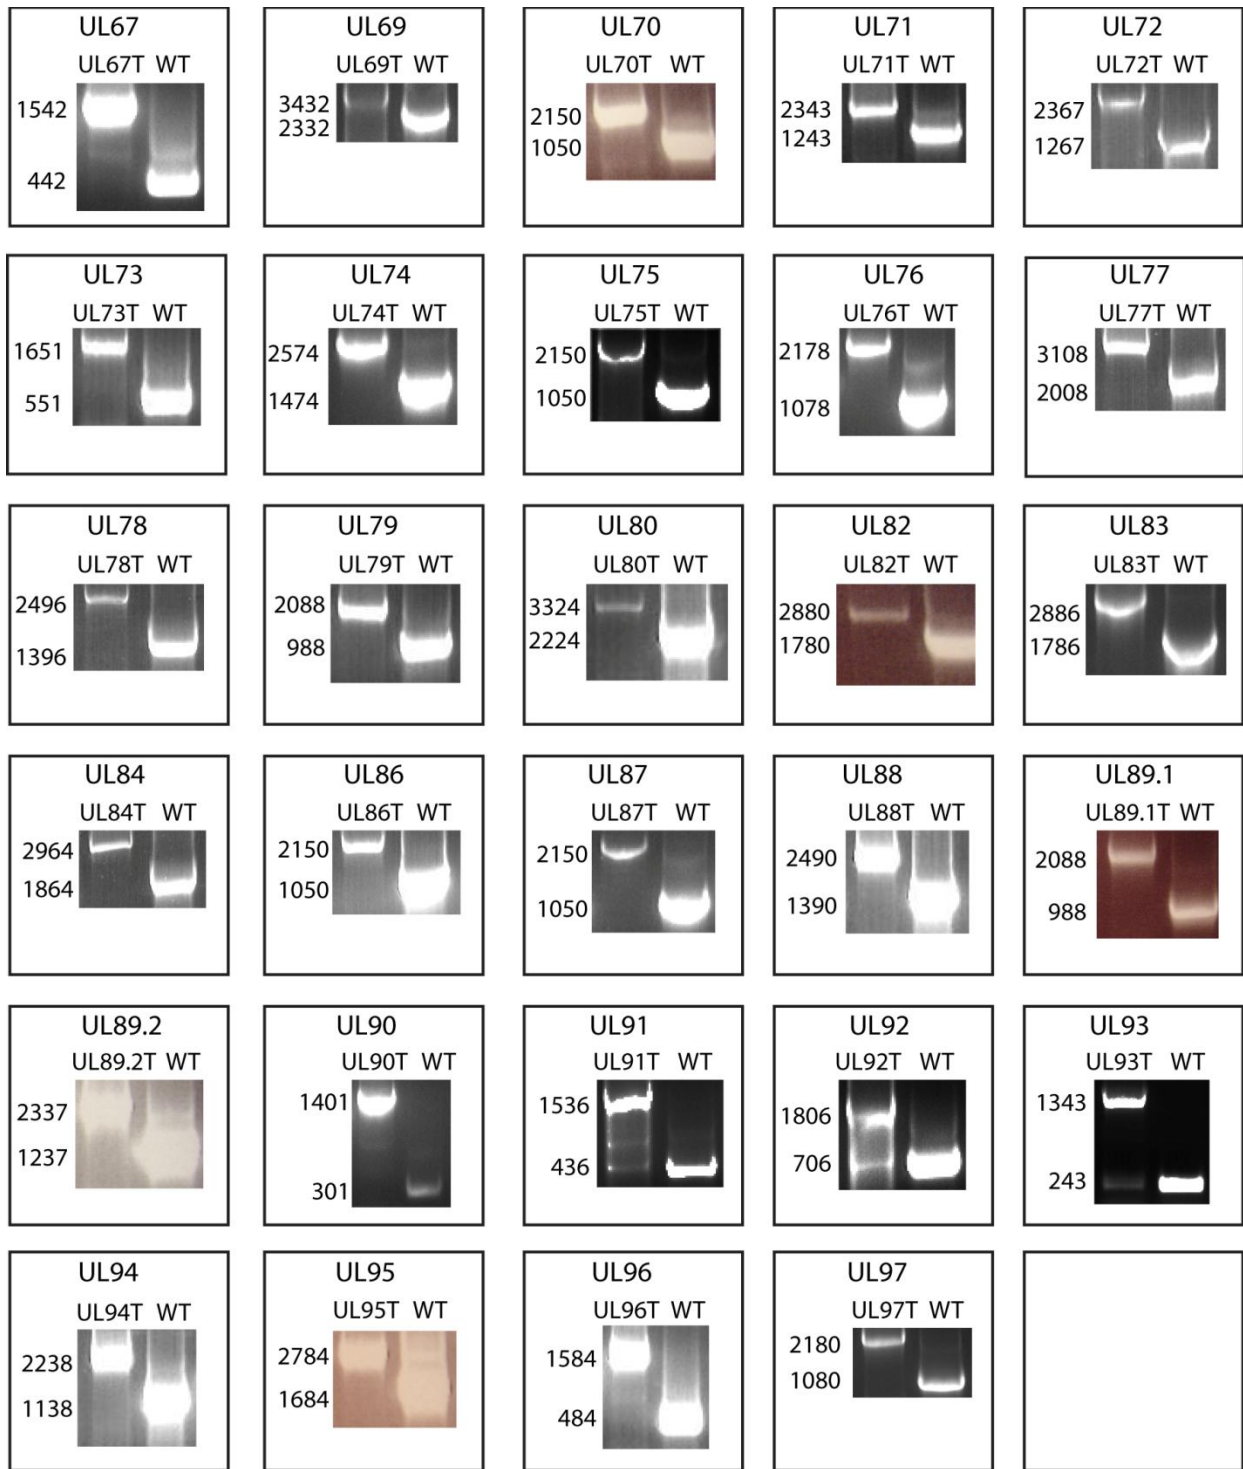 UL67
UL67T WT
1542
442
UL69
UL69T WT
3432
2332
UL70
UL70T WT
2150
1050
UL71
UL71T WT
2343
1243
UL72
UL72T WT
2367
1267
UL73
UL73T WT
1651
551
UL74
UL74T WT
2574
1474
UL75
UL75T WT
2150
1050
UL76
UL76T WT
2178
1078
UL77
UL77T WT
3108
2008
UL78
UL78T WT
2496
1396
UL79
UL79T WT
2088
988
UL80
UL80T WT
3324
2224
UL82
UL82T WT
2880
1780
UL83
UL83T WT
2886
1786
UL84
UL84T WT
2964
1864
UL86
UL86T WT
2150
1050
UL87
UL87T WT
2150
1050
UL88
UL88T WT
2490
1390
UL89.1
UL89.1T WT
2088
988
UL89.2
UL89.2T WT
2337
1237
UL90
UL90T WT
1401
301
UL91
UL91T WT
1536
436
UL92
UL92T WT
1806
706
UL93
UL93T WT
1343
243
UL94
UL94T WT
2238
1138
UL95
UL95T WT
2784
1684
UL96
UL96T WT
1584
484
UL97
UL97T WT
2180
1080